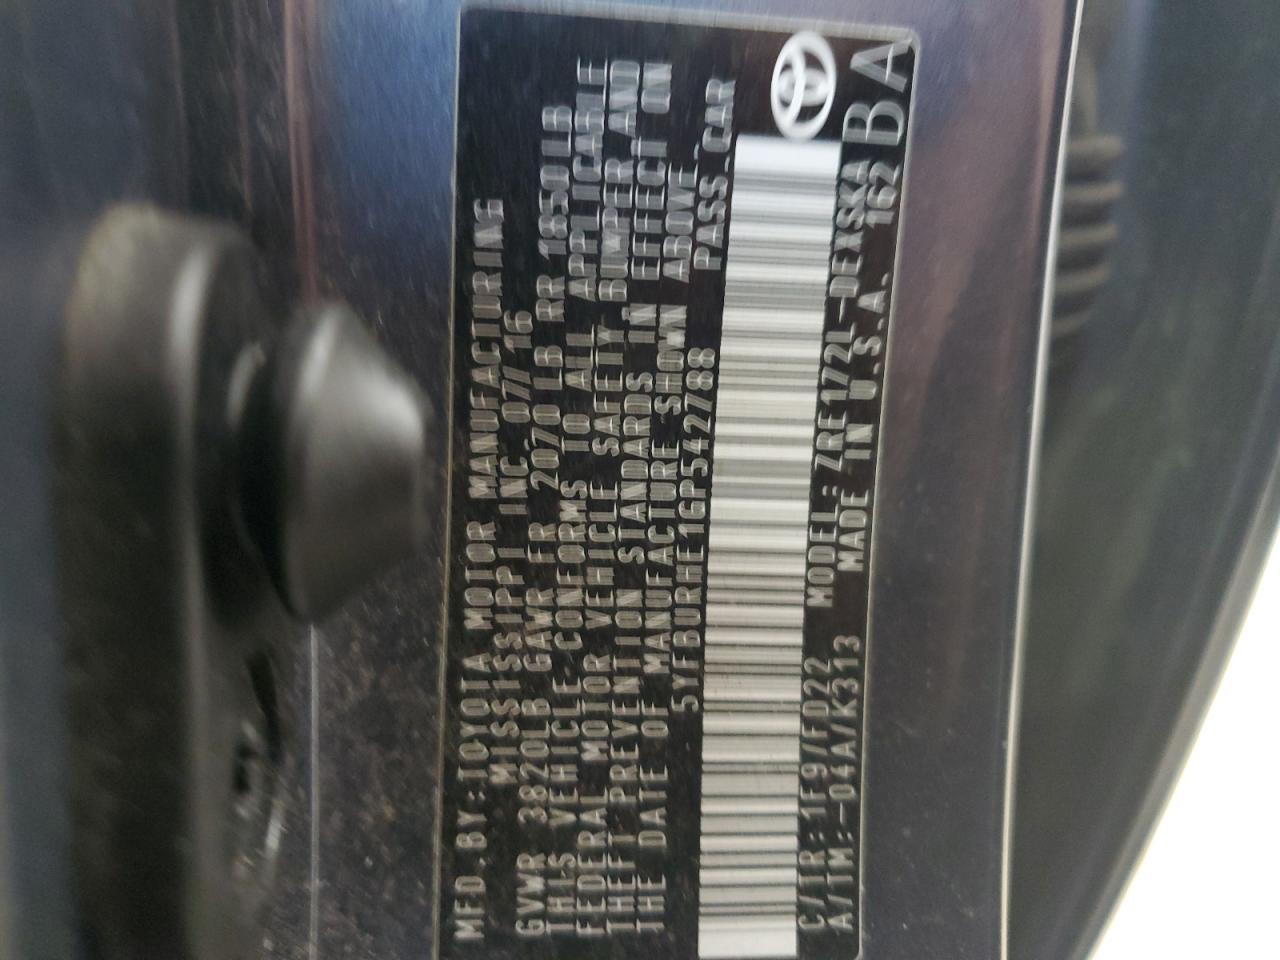 MFD.BY:TOYOTA MOTOR MANUFACTURING
MISSISSIPPI INC. 07/16
GVWR 3820LB GAWR FR 2070 LB RR 1850 LB
THIS VEHICLE CONFORMS TO ALL APPLICABLE
FEDERAL MOTOR VEHICLE SAFETY, BUMPER AND
THEFT PREVENTION STANDARDS IN EFFECT ON
THE DATE OF MANUFACTURE SHOWN ABOVE.
5YFBURHE1GP542788 PASS.CAR
C/TR:1F9/FD22 MODEL:ZRE172L-DEXSKA
A/TM:-04A/K313 MADE IN U.S.A. 162 BA